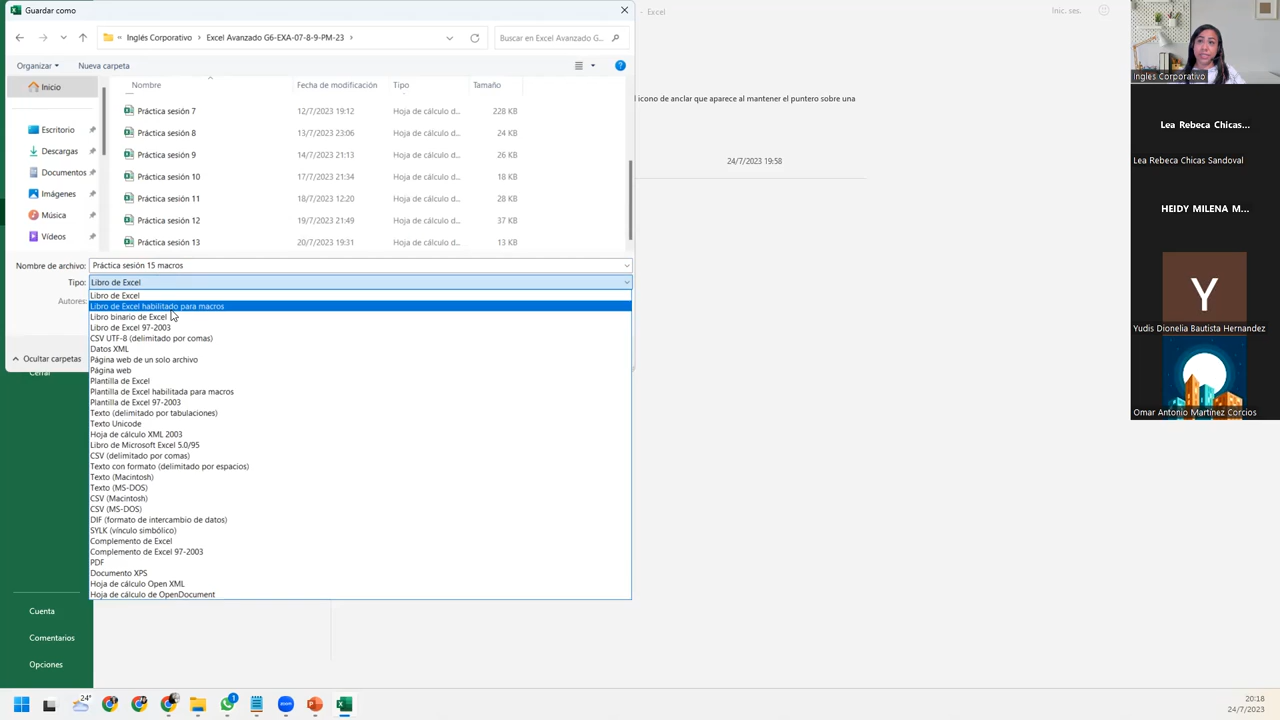 Guardar como
- Excel
Inic. ses.
Inglés Corporativo
Excel Avanzado G6-EXA-07-8-9-PM-23
Buscar en Excel Avanzado G...
Organizar
Nueva carpeta
Inicio
Escritorio
Descargas
Documentos
Imágenes
Música
Vídeos
Nombre
Fecha de modificación
Tipo
Tamaño
Práctica sesión 7 12/7/2023 19:12 Hoja de cálculo d... 228 KB
Práctica sesión 8 13/7/2023 23:06 Hoja de cálculo d... 24 KB
Práctica sesión 9 14/7/2023 21:13 Hoja de cálculo d... 26 KB
Práctica sesión 10 17/7/2023 21:34 Hoja de cálculo d... 18 KB
Práctica sesión 11 18/7/2023 12:20 Hoja de cálculo d... 28 KB
Práctica sesión 12 19/7/2023 21:49 Hoja de cálculo d... 37 KB
Práctica sesión 13 20/7/2023 19:31 Hoja de cálculo d... 13 KB
l icono de anclar que aparece al mantener el puntero sobre una
24/7/2023 19:58
Nombre de archivo: Práctica sesión 15 macros
Tipo: Libro de Excel
Autores
Ocultar carpetas
Libro de Excel
Libro de Excel habilitado para macros
Libro binario de Excel
Libro de Excel 97-2003
CSV UTF-8 (delimitado por comas)
Datos XML
Página web de un solo archivo
Página web
Plantilla de Excel
Plantilla de Excel habilitada para macros
Plantilla de Excel 97-2003
Texto (delimitado por tabulaciones)
Texto Unicode
Hoja de cálculo XML 2003
Libro de Microsoft Excel 5.0/95
CSV (delimitado por comas)
Texto con formato (delimitado por espacios)
Texto (Macintosh)
Texto (MS-DOS)
CSV (Macintosh)
CSV (MS-DOS)
DIF (formato de intercambio de datos)
SYLK (vínculo simbólico)
Complemento de Excel
Complemento de Excel 97-2003
PDF
Documento XPS
Hoja de cálculo Open XML
Hoja de cálculo de OpenDocument
Cerrar
Cuenta
Comentarios
Opciones
Inglés Corporativo
Lea Rebeca Chicas...
Lea Rebeca Chicas Sandoval
HEIDY MILENA M...
Y
Yudis Dionelia Bautista Hernandez
Omar Antonio Martínez Corcios
24°
1
zoom
20:18
24/7/2023